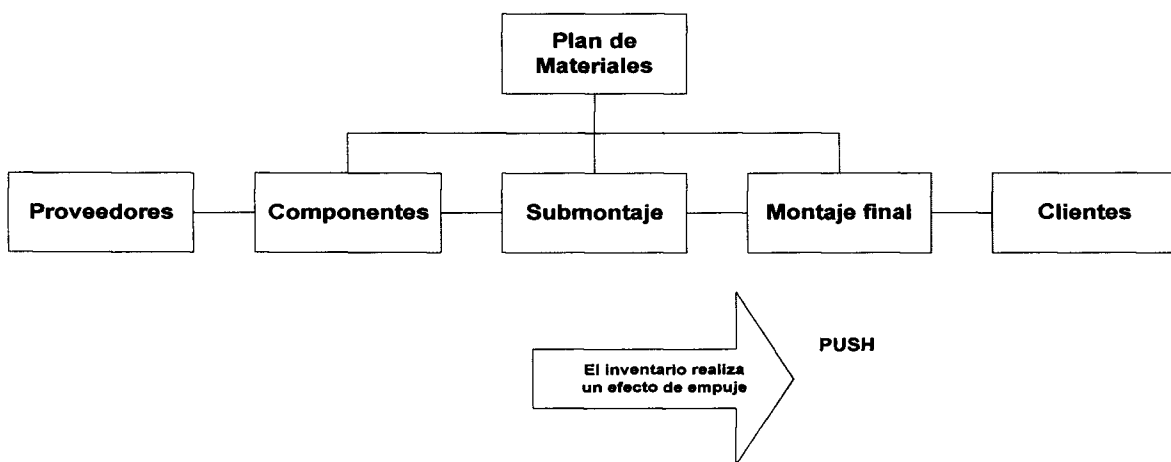 Plan de
Materiales
Proveedores
Componentes
Submontaje
Montaje final
Clientes
El inventario realiza
un efecto de empuje
PUSH